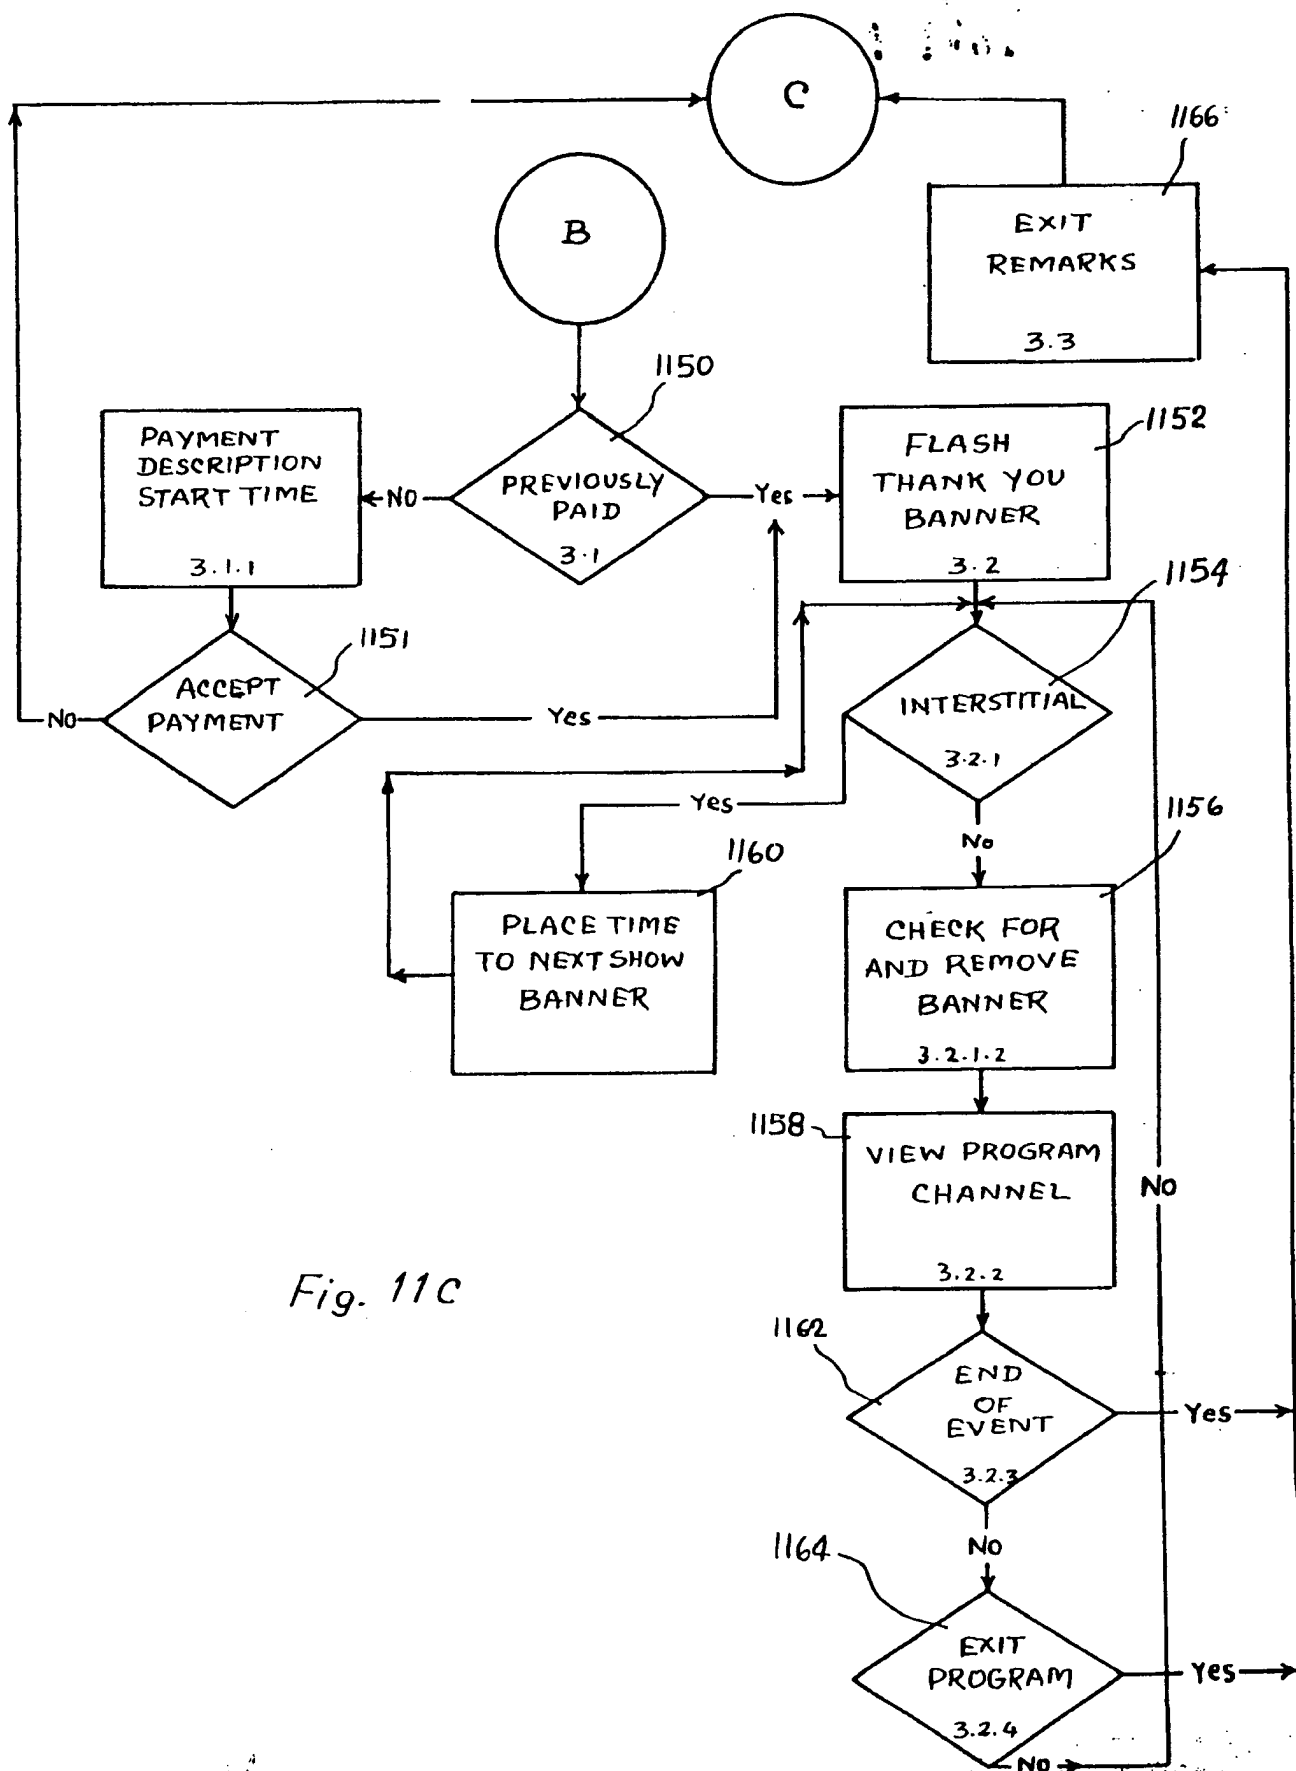 C
1166
EXIT
REMARKS
3.3
B
1150
PREVIOUSLY
PAID
3.1
NO
Yes
PAYMENT
DESCRIPTION
START TIME
3.1.1
1152
FLASH
THANK YOU
BANNER
3.2
1151
ACCEPT
PAYMENT
NO
Yes
1154
INTERSTITIAL
3.2.1
Yes
No
1160
PLACE TIME
TO NEXT SHOW
BANNER
1156
CHECK FOR
AND REMOVE
BANNER
3.2.1.2
1158
VIEW PROGRAM
CHANNEL
3.2.2
NO
Fig. 11C
1162
END
OF
EVENT
3.2.3
Yes
NO
1164
EXIT
PROGRAM
3.2.4
Yes
NO